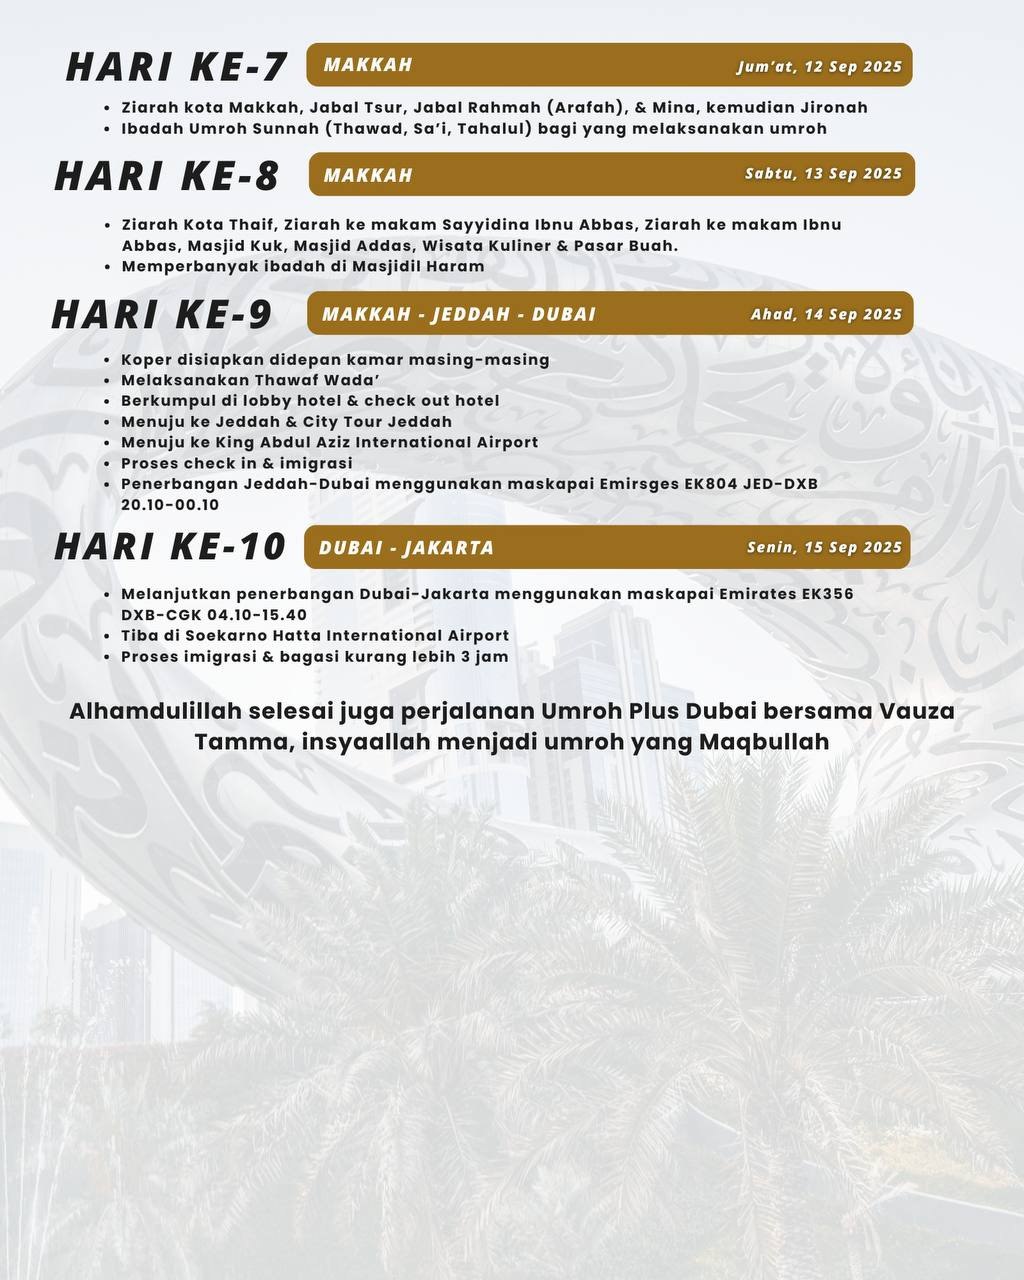 HARI KE-7 MAKKAH Jum'at, 12 Sep 2025
• Ziarah kota Makkah, Jabal Tsur, Jabal Rahmah (Arafah), & Mina, kemudian Jironah
• Ibadah Umroh Sunnah (Thawad, Sa'i, Tahalul) bagi yang melaksanakan umroh
HARI KE-8 MAKKAH Sabtu, 13 Sep 2025
• Ziarah Kota Thaif, Ziarah ke makam Sayyidina Ibnu Abbas, Ziarah ke makam Ibnu
Abbas, Masjid Kuk, Masjid Addas, Wisata Kuliner & Pasar Buah.
• Memperbanyak ibadah di Masjidil Haram
HARI KE-9 MAKKAH - JEDDAH - DUBAI Ahad, 14 Sep 2025
• Koper disiapkan didepan kamar masing-masing
• Melaksanakan Thawaf Wada'
• Berkumpul di lobby hotel & check out hotel
• Menuju ke Jeddah & City Tour Jeddah
• Menuju ke King Abdul Aziz International Airport
• Proses check in & imigrasi
• Penerbangan Jeddah-Dubai menggunakan maskapai Emirsges EK804 JED-DXB
20.10-00.10
HARI KE-10 DUBAI - JAKARTA Senin, 15 Sep 2025
• Melanjutkan penerbangan Dubai-Jakarta menggunakan maskapai Emirates EK356
DXB-CGK 04.10-15.40
• Tiba di Soekarno Hatta International Airport
• Proses imigrasi & bagasi kurang lebih 3 jam
Alhamdulillah selesai juga perjalanan Umroh Plus Dubai bersama Vauza
Tamma, insyaallah menjadi umroh yang Maqbullah